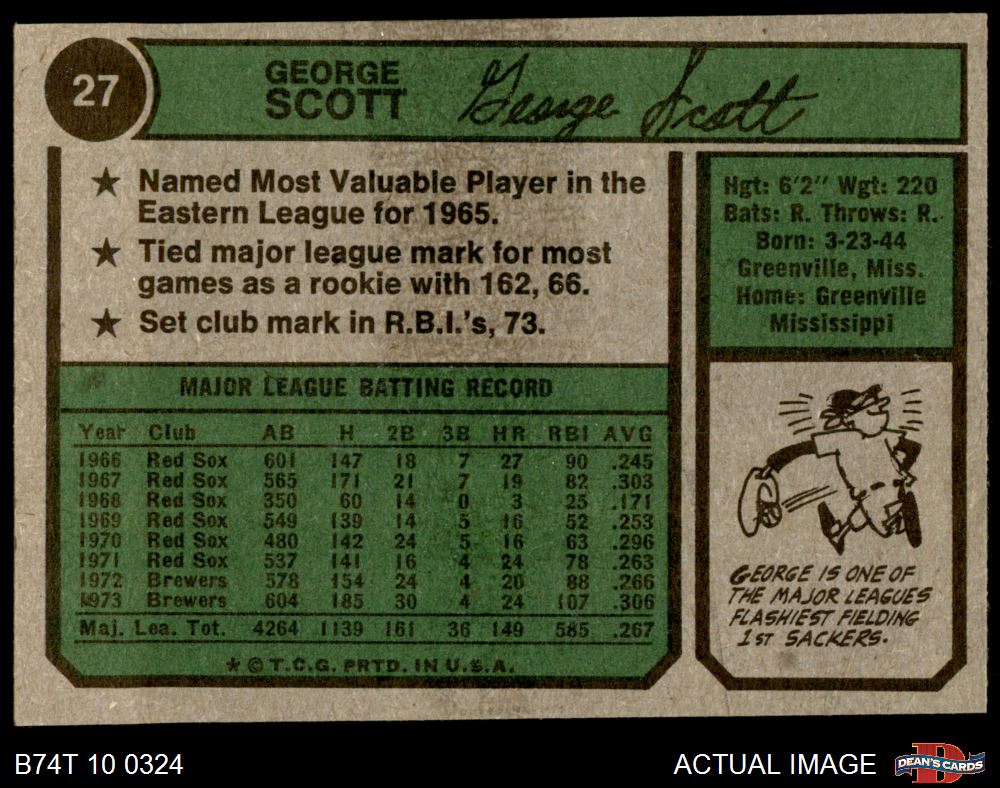 27
GEORGE
SCOTT
George Scott
★ Named Most Valuable Player in the
Eastern League for 1965.
★ Tied major league mark for most
games as a rookie with 162, 66.
★ Set club mark in R.B.I.'s, 73.
Hgt: 6'2" Wgt: 220
Bats: R. Throws: R.
Born: 3-23-44
Greenville, Miss.
Home: Greenville
Mississippi
MAJOR LEAGUE BATTING RECORD
Year Club AB H 2B 3B HR RBI AVG
1966 Red Sox 601 147 18 7 27 90 .245
1967 Red Sox 565 171 21 7 19 82 .303
1968 Red Sox 350 60 14 0 3 25 .171
1969 Red Sox 549 139 14 5 16 52 .253
1970 Red Sox 480 142 24 5 16 63 .296
1971 Red Sox 537 141 16 4 24 78 .263
1972 Brewers 578 154 24 4 20 88 .266
1973 Brewers 604 185 30 4 24 107 .306
Maj. Lea. Tot. 4264 1139 161 36 149 585 .267
★ © T.C.G. PRTD. IN U.S.A.
GEORGE IS ONE OF
THE MAJOR LEAGUES
FLASHIEST FIELDING
1ST SACKERS.
B74T 10 0324
ACTUAL IMAGE
D
DEAN'S CARDS